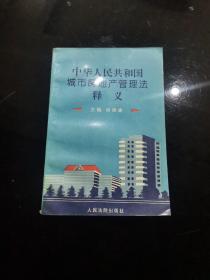 中华人民共和国
城市房地产管理法
释 义
主编
人民法院出版社